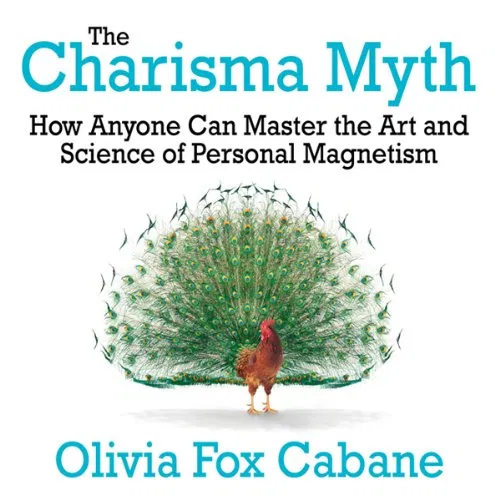 The
Charisma Myth
How Anyone Can Master the Art and
Science of Personal Magnetism
Olivia Fox Cabane